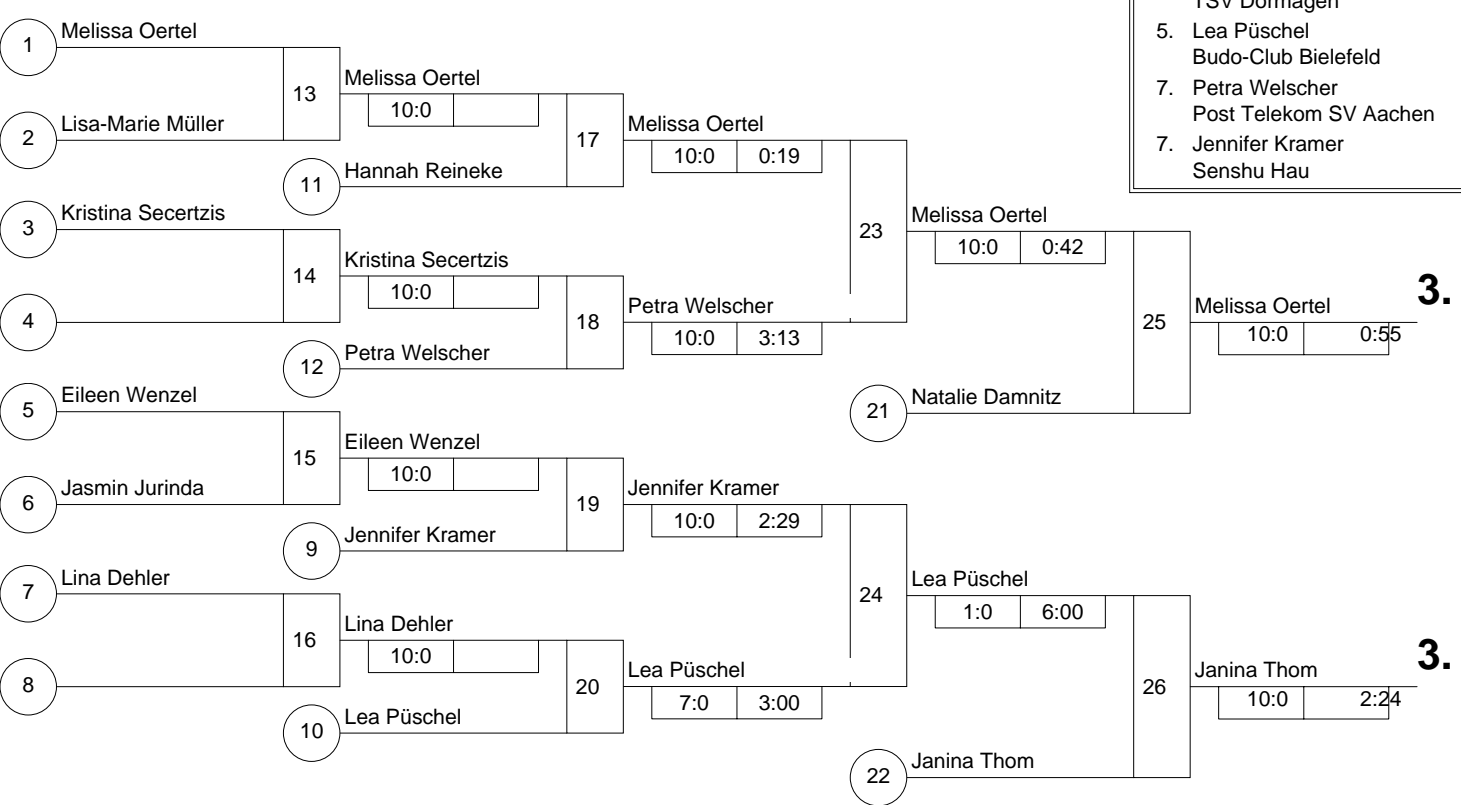 TSV Dormagen
5. Lea Püschel
Budo-Club Bielefeld
7. Petra Welscher
Post Telekom SV Aachen
7. Jennifer Kramer
Senshu Hau
1 Melissa Oertel
2 Lisa-Marie Müller
3 Kristina Secertzis
4
5 Eileen Wenzel
6 Jasmin Jurinda
7 Lina Dehler
8
13
14
15
16
Melissa Oertel
10:0
11 Hannah Reineke
Kristina Secertzis
10:0
12 Petra Welscher
Eileen Wenzel
10:0
9 Jennifer Kramer
Lina Dehler
10:0
10 Lea Püschel
17
18
19
20
Melissa Oertel
10:0 0:19
Petra Welscher
10:0 3:13
Jennifer Kramer
10:0 2:29
Lea Püschel
7:0 3:00
23
24
Melissa Oertel
10:0 0:42
21 Natalie Damnitz
Lea Püschel
1:0 6:00
22 Janina Thom
25
26
Melissa Oertel
10:0 0:55
3.
Janina Thom
10:0 2:24
3.